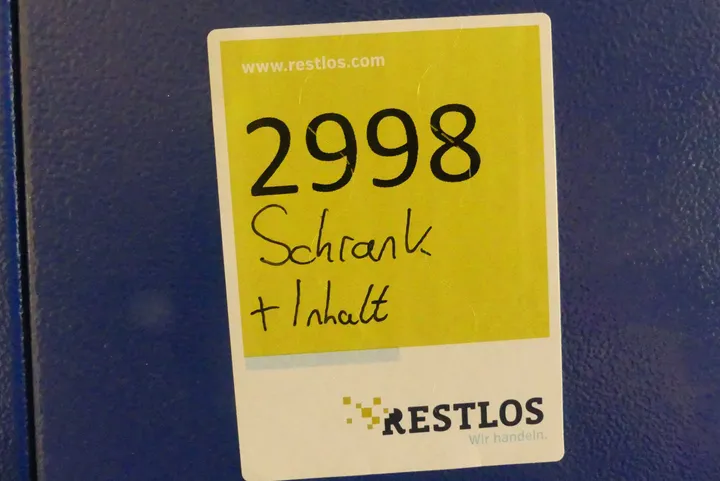 www.restlos.com
2998
Schrank
+ Inhalt
RESTLOS
Wir handeln.